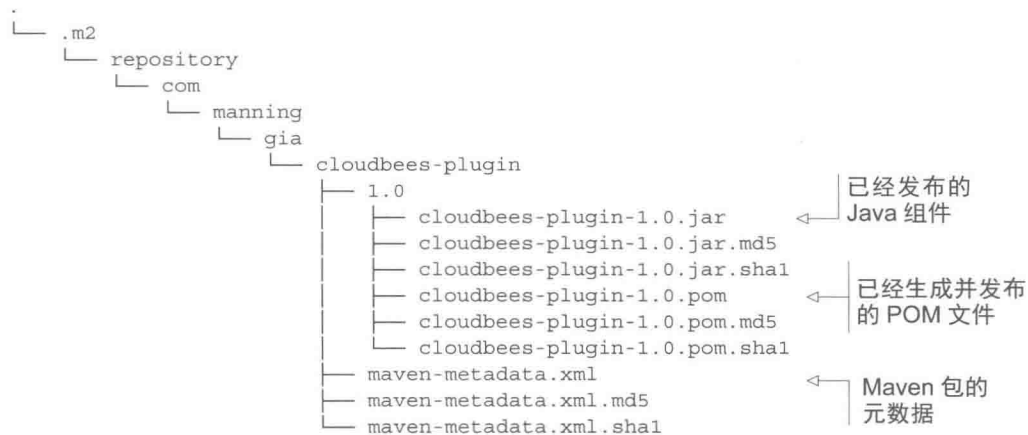 .
└── .m2
    └── repository
        └── com
            └── manning
                └── gia
                    └── cloudbees-plugin
                        ├── 1.0
                        │   ├── cloudbees-plugin-1.0.jar
                        │   ├── cloudbees-plugin-1.0.jar.md5
                        │   ├── cloudbees-plugin-1.0.jar.sha1
                        │   ├── cloudbees-plugin-1.0.pom
                        │   ├── cloudbees-plugin-1.0.pom.md5
                        │   └── cloudbees-plugin-1.0.pom.sha1
                        ├── maven-metadata.xml
                        ├── maven-metadata.xml.md5
                        └── maven-metadata.xml.sha1
已经发布的
Java 组件
已经生成并发布
的 POM 文件
Maven 包的
元数据